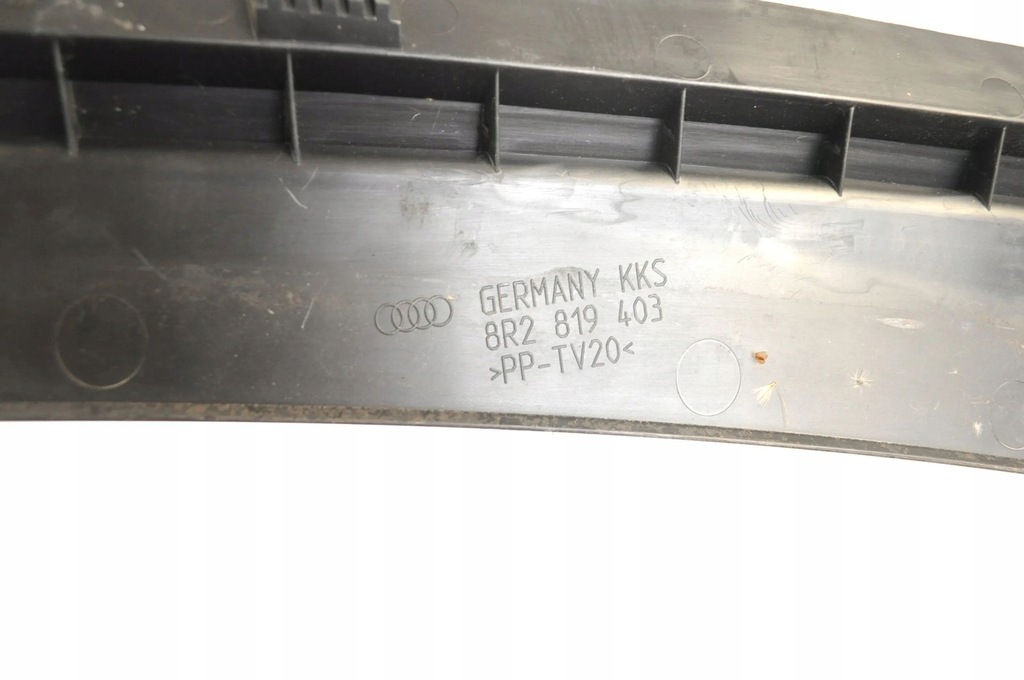 GERMANY KKS
8R2 819 403
>PP-TV20<